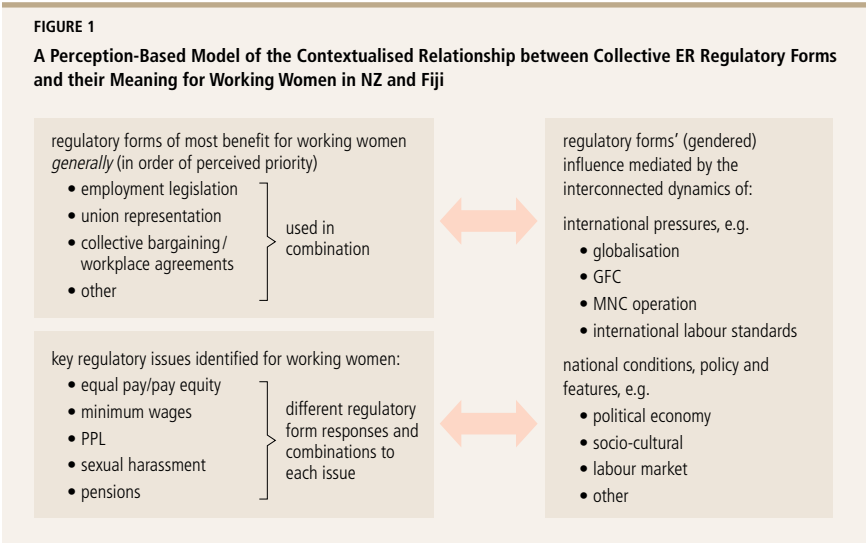 FIGURE 1
A Perception-Based Model of the Contextualised Relationship between Collective ER Regulatory Forms
and their Meaning for Working Women in NZ and Fiji
regulatory forms of most benefit for working women
generally (in order of perceived priority)
• employment legislation
• union representation
• collective bargaining/
workplace agreements
• other
used in
combination
key regulatory issues identified for working women:
• equal pay/pay equity
• minimum wages
• PPL
• sexual harassment
• pensions
different regulatory
form responses and
combinations to
each issue
regulatory forms' (gendered)
influence mediated by the
interconnected dynamics of:
international pressures, e.g.
• globalisation
• GFC
• MNC operation
• international labour standards
national conditions, policy and
features, e.g.
• political economy
• socio-cultural
• labour market
• other